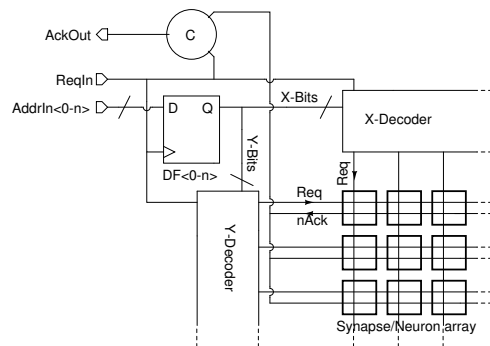 AckOut
C
ReqIn
AddrIn<0-n>
D
Q
X-Bits
X-Decoder
Y-Bits
DF<0-n>
Req
Req
nAck
Y-Decoder
Synapse/Neuron array